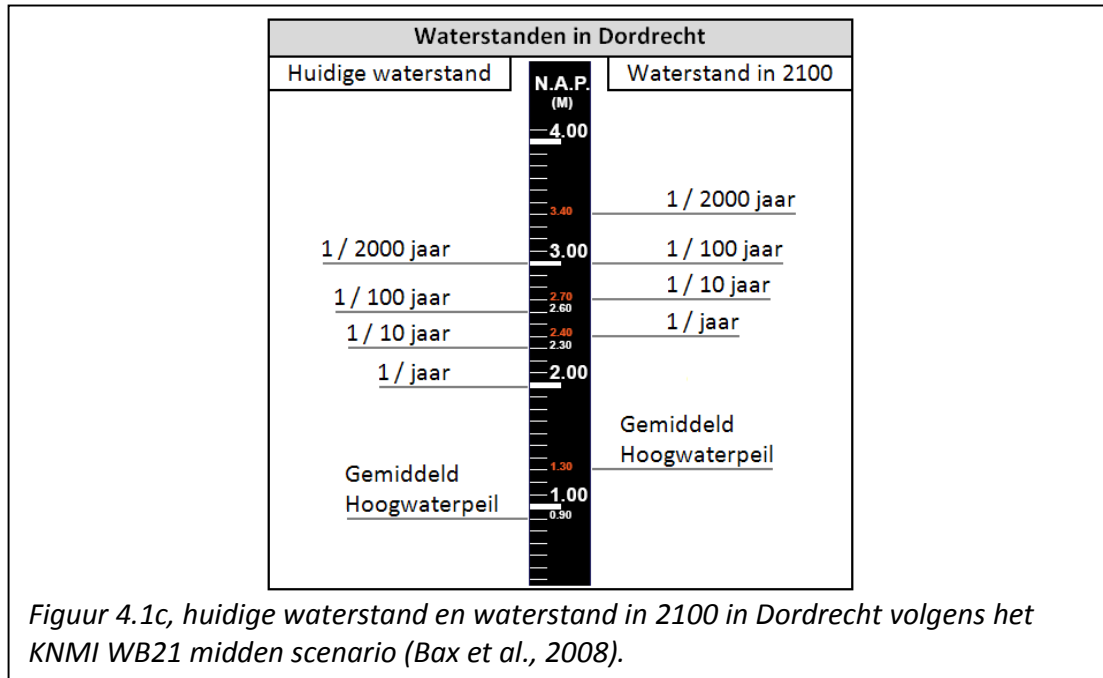 Waterstanden in Dordrecht
Huidige waterstand
N.A.P.
(M)
Waterstand in 2100
4.00
1 / 2000 jaar
3.40
1 / 2000 jaar
3.00
1 / 100 jaar
1 / 100 jaar
2.70
2.60
1 / 10 jaar
1 / 10 jaar
2.40
2.30
1 / jaar
1 / jaar
2.00
Gemiddeld
Hoogwaterpeil
1.30
Gemiddeld
Hoogwaterpeil
1.00
0.90
Figuur 4.1c, huidige waterstand en waterstand in 2100 in Dordrecht volgens het
KNMI WB21 midden scenario (Bax et al., 2008).